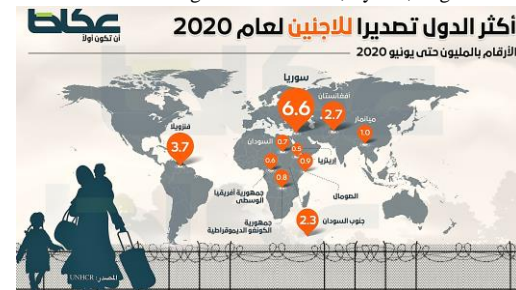 عكاظ
أن تكون أولاً
أكثر الدول تصديرا للاجئين لعام 2020
الأرقام بالمليون حتى يونيو 2020
سوريا
6.6
أفغانستان
2.7
ميانمار
1.0
فنزويلا
3.7
السودان
0.7
0.5
إريتريا
0.9
0.6
0.8
الصومال
جمهورية أفريقيا
الوسطى
جنوب السودان
2.3
جمهورية
الكونغو الديموقراطية
المصدر: UNHCR